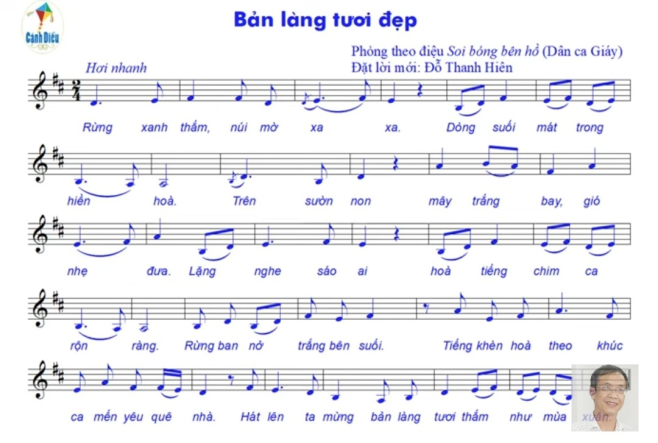 Bản làng tươi đẹp
Cánh Diều
Phỏng theo điệu Soi bóng bên hồ (Dân ca Giáy)
Hơi nhanh
Đặt lời mới: Đỗ Thanh Hiên
2
4
Rừng xanh thắm, núi mờ xa xa. Dòng suối mát trong
hiền hoà. Trên sườn non mây trắng bay, gió
nhẹ đưa. Lặng nghe sáo ai hoà tiếng chim ca
rộn ràng. Rừng ban nở trắng bên suối. Tiếng khèn hoà theo khúc
ca mến yêu quê nhà. Hát lên ta mừng bản làng tươi thắm như mùa xuân.